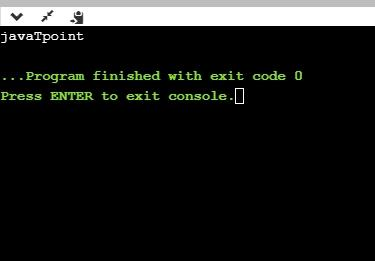 javaTpoint
...Program finished with exit code 0
Press ENTER to exit console.